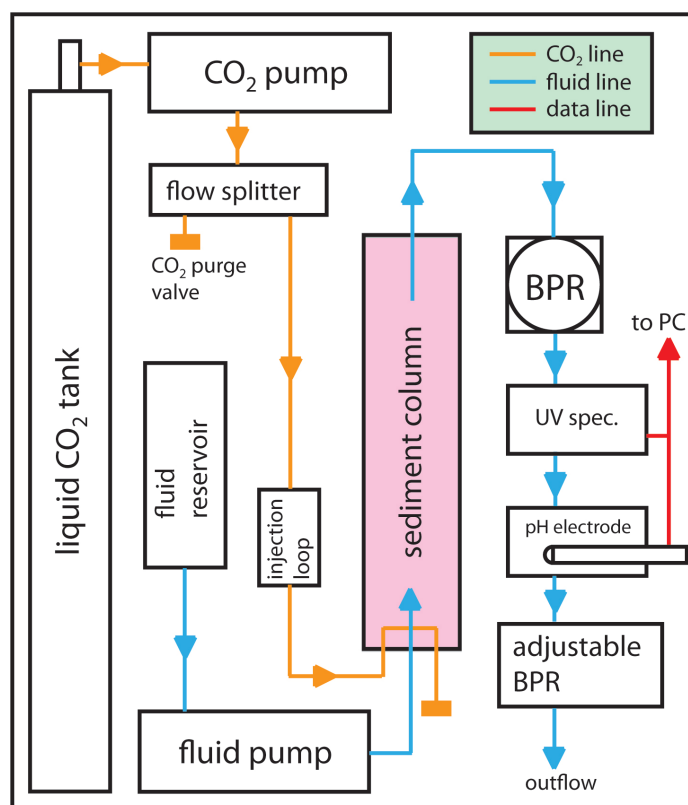 CO₂ pump
CO₂ line
fluid line
data line
flow splitter
CO₂ purge
valve
BPR
to PC
liquid CO₂ tank
fluid
reservoir
sediment column
UV spec.
injection
loop
pH electrode
adjustable
BPR
fluid pump
outflow